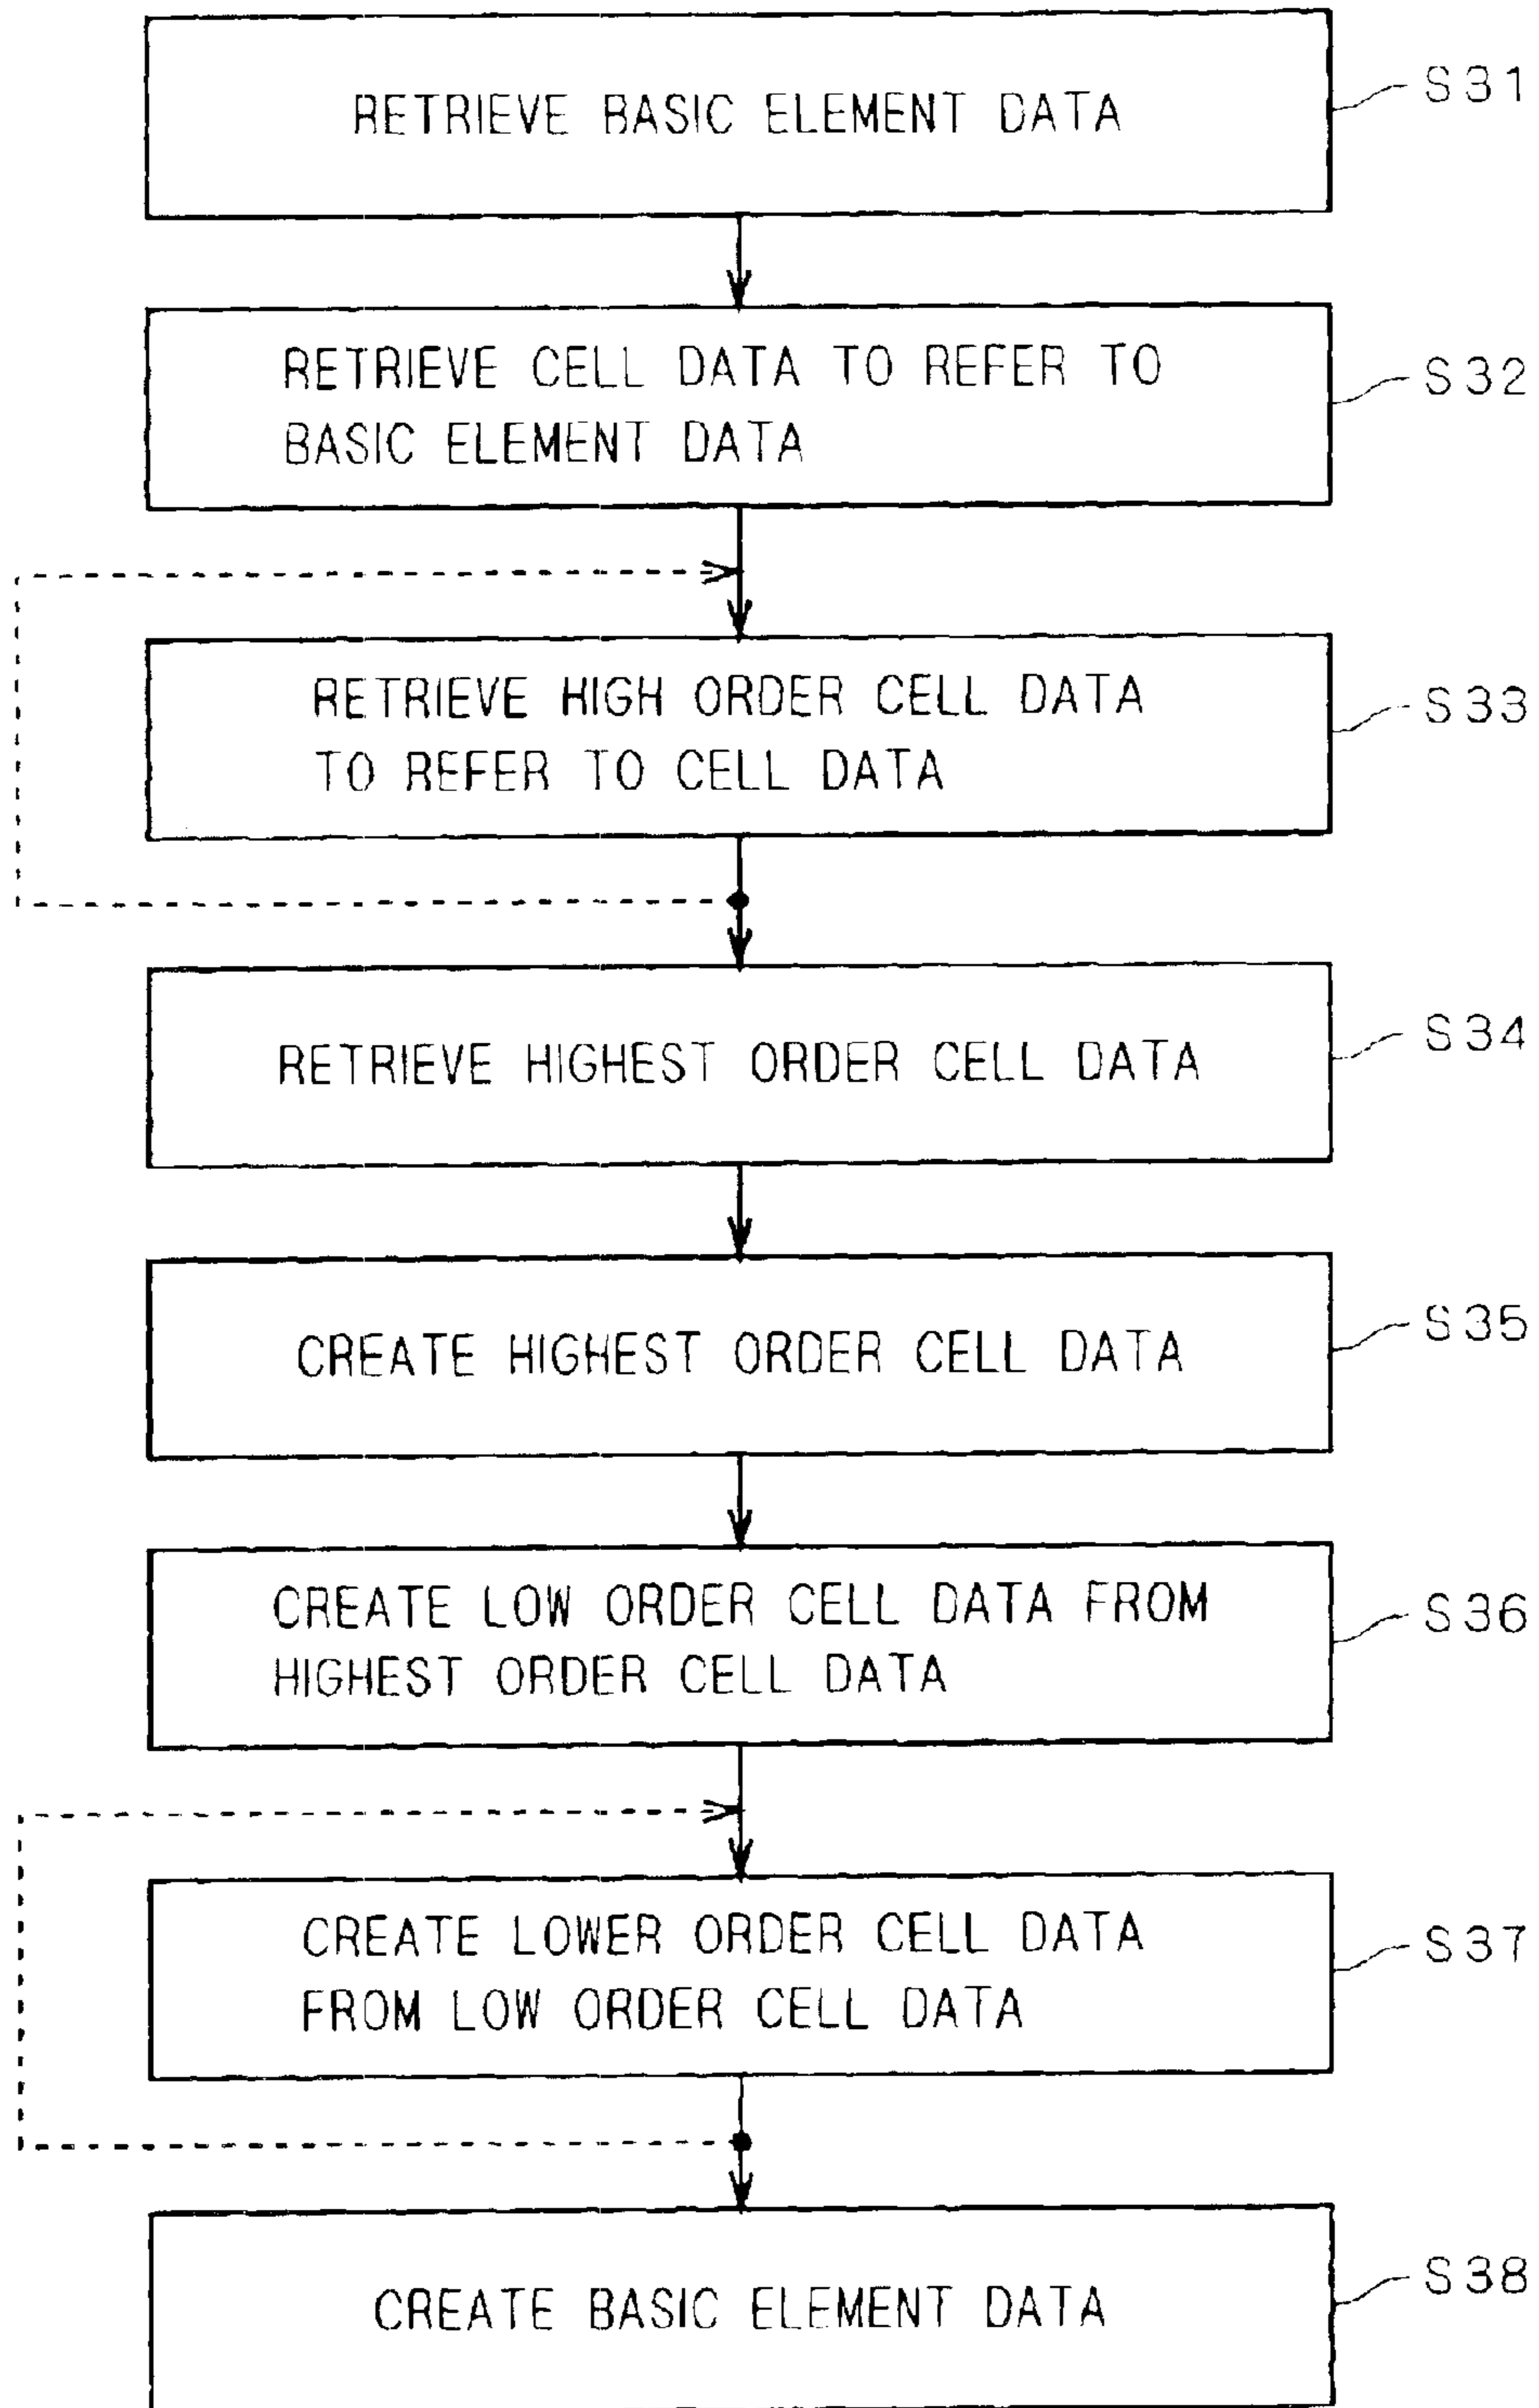 RETRIEVE BASIC ELEMENT DATA
S31
RETRIEVE CELL DATA TO REFER TO
BASIC ELEMENT DATA
S32
RETRIEVE HIGH ORDER CELL DATA
TO REFER TO CELL DATA
S33
RETRIEVE HIGHEST ORDER CELL DATA
S34
CREATE HIGHEST ORDER CELL DATA
S35
CREATE LOW ORDER CELL DATA FROM
HIGHEST ORDER CELL DATA
S36
CREATE LOWER ORDER CELL DATA
FROM LOW ORDER CELL DATA
S37
CREATE BASIC ELEMENT DATA
S38